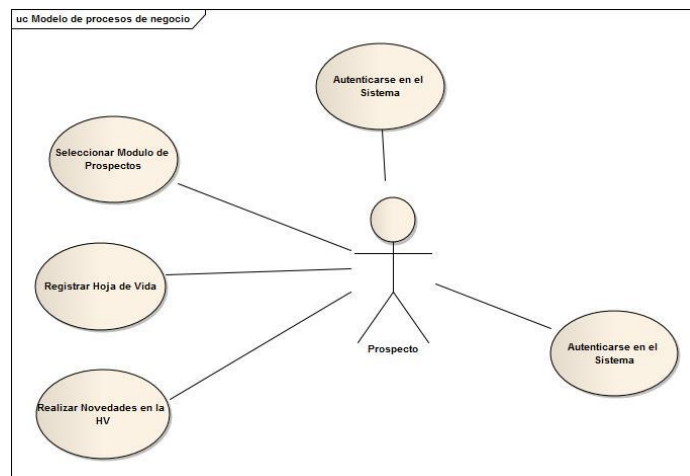 uc Modelo de procesos de negocio
Autenticarse en el
Sistema
Seleccionar Modulo de
Prospectos
Registrar Hoja de Vida
Prospecto
Autenticarse en el
Sistema
Realizar Novedades en la
HV